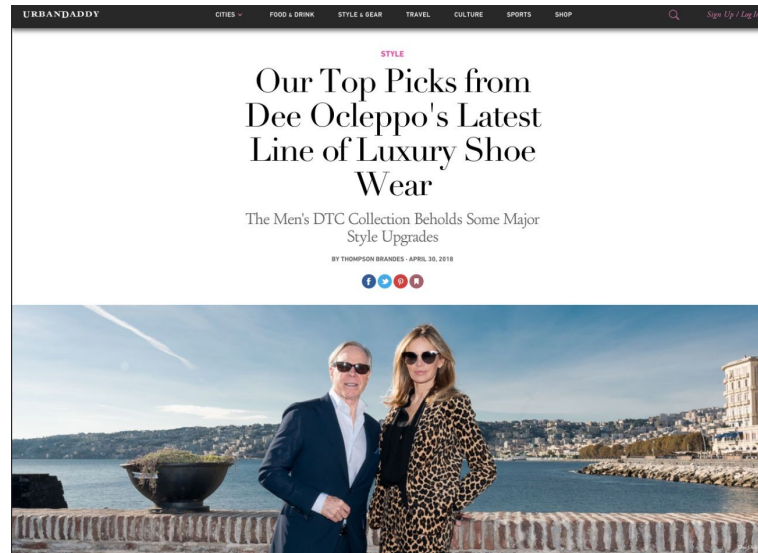 URBANDADDY
CITIES FOOD & DRINK STYLE & GEAR TRAVEL CULTURE SPORTS SHOP
Sign Up / Log In
STYLE
Our Top Picks from
Dee Ocleppo's Latest
Line of Luxury Shoe
Wear
The Men's DTC Collection Beholds Some Major
Style Upgrades
BY THOMPSON BRANDES · APRIL 30, 2018